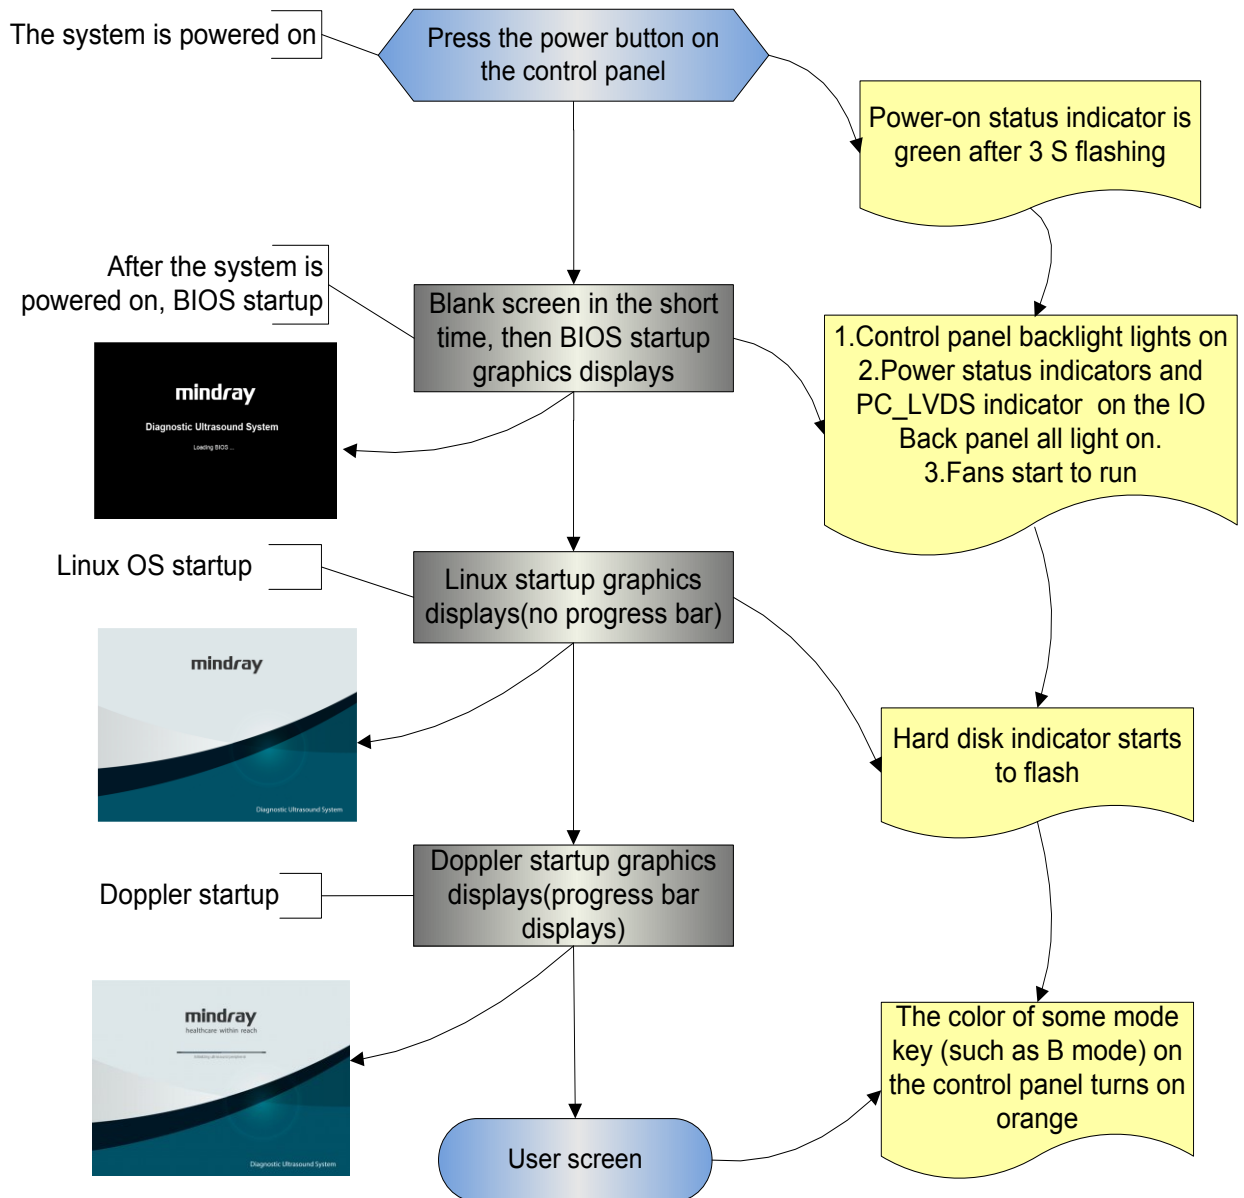 The system is powered on
Press the power button on
the control panel
Power-on status indicator is
green after 3 S flashing
After the system is
powered on, BIOS startup
Blank screen in the short
time, then BIOS startup
graphics displays
1.Control panel backlight lights on
2.Power status indicators and
PC_LVDS indicator  on the IO
Back panel all light on.
3.Fans start to run
mindray
Diagnostic Ultrasound System
Loading BIOS ...
Linux OS startup
Linux startup graphics
displays(no progress bar)
mindray
Diagnostic Ultrasound System
Hard disk indicator starts
to flash
Doppler startup
Doppler startup graphics
displays(progress bar
displays)
mindray
healthcare within reach
Diagnostic Ultrasound System
The color of some mode
key (such as B mode) on
the control panel turns on
orange
User screen